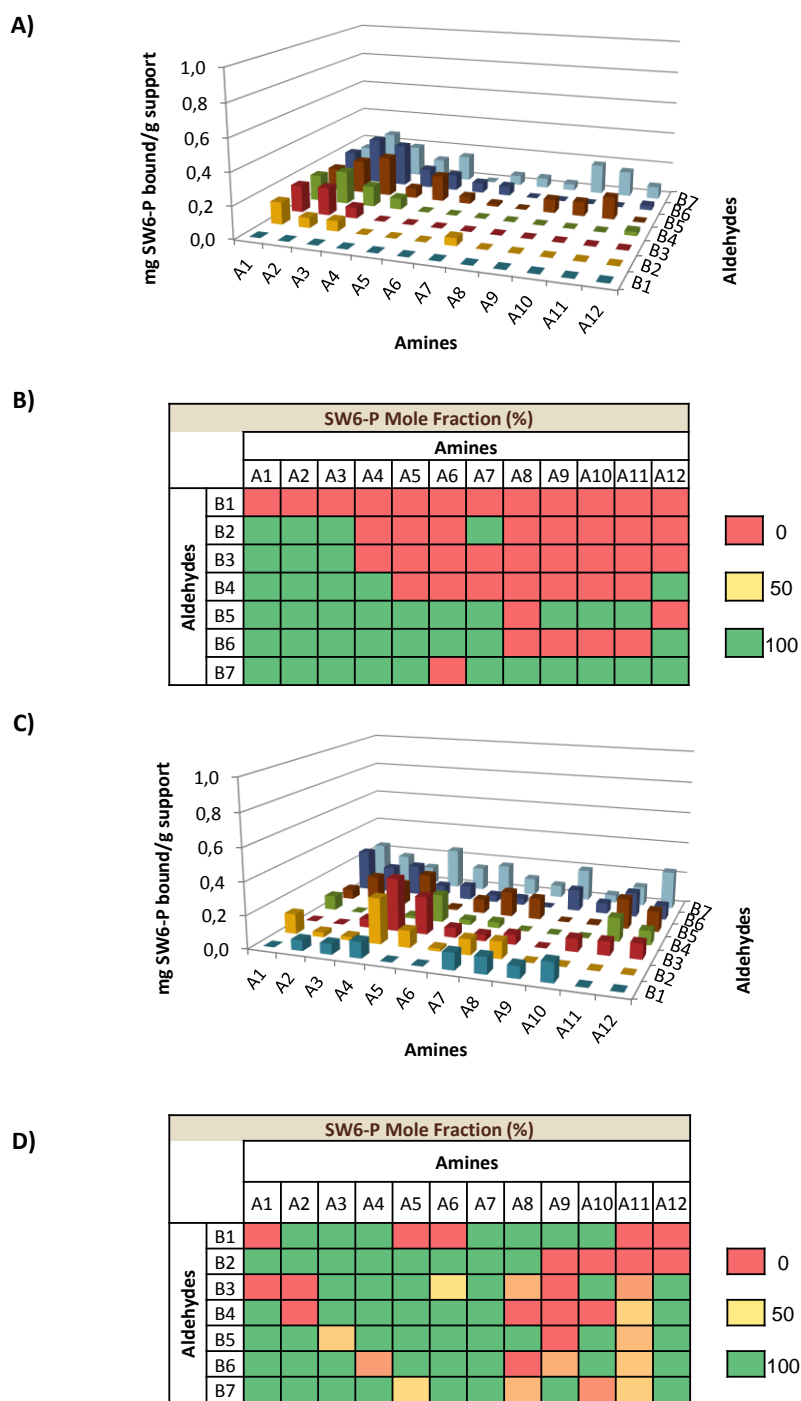 A)
1,0
0,8
0,6
0,4
0,2
0,0
mg SW6-P bound/g support
A1 A2 A3 A4 A5 A6 A7 A8 A9 A10 A11 A12
Amines
B7
B6
B5
B4
B3
B2
B1
Aldehydes
B)
SW6-P Mole Fraction (%)
Amines
A1 A2 A3 A4 A5 A6 A7 A8 A9 A10 A11 A12
Aldehydes
B1
B2
B3
B4
B5
B6
B7
0
50
100
C)
1,0
0,8
0,6
0,4
0,2
0,0
mg SW6-P bound/g support
A1 A2 A3 A4 A5 A6 A7 A8 A9 A10 A11 A12
Amines
B7
B6
B5
B4
B3
B2
B1
Aldehydes
D)
SW6-P Mole Fraction (%)
Amines
A1 A2 A3 A4 A5 A6 A7 A8 A9 A10 A11 A12
Aldehydes
B1
B2
B3
B4
B5
B6
B7
0
50
100